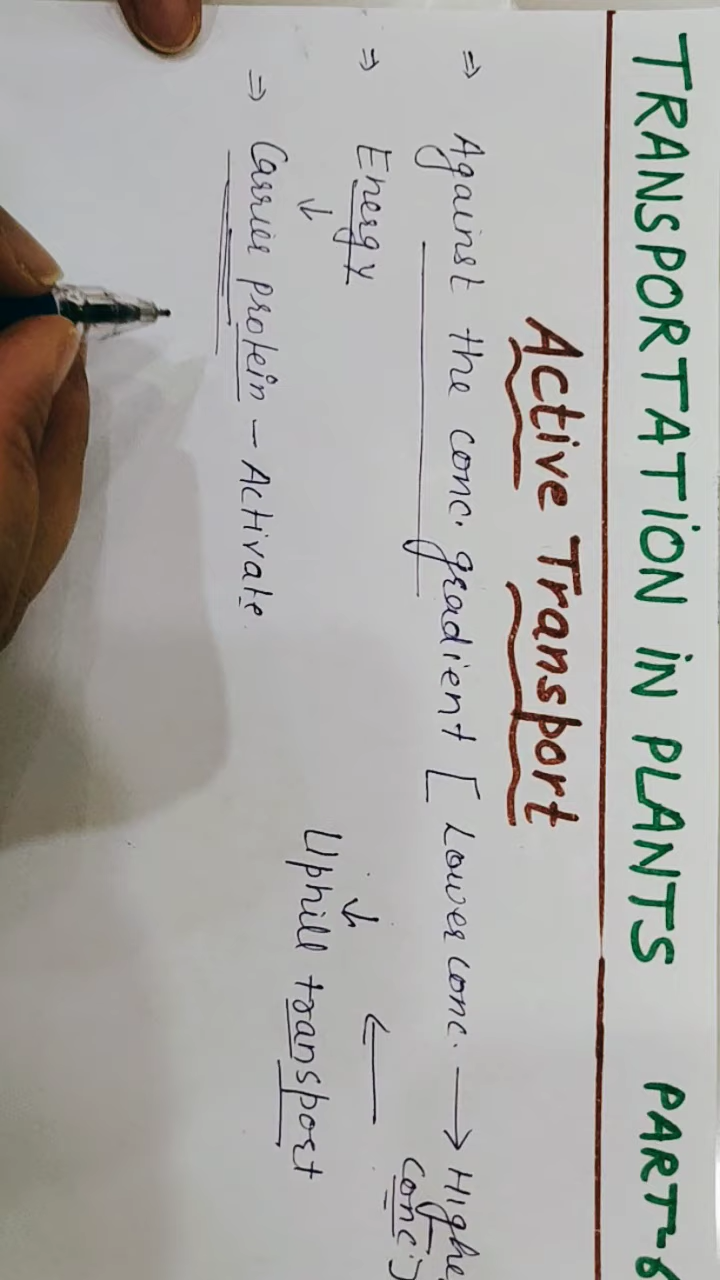 TRANSPORTATION IN PLANTS PART-6
Active Transport
⇒ Against the conc. gradient [Lower conc. → Higher
conc.]
⇒ Energy
↓
↓ ←
Uphill transport
⇒ Carrier protein - Activate.